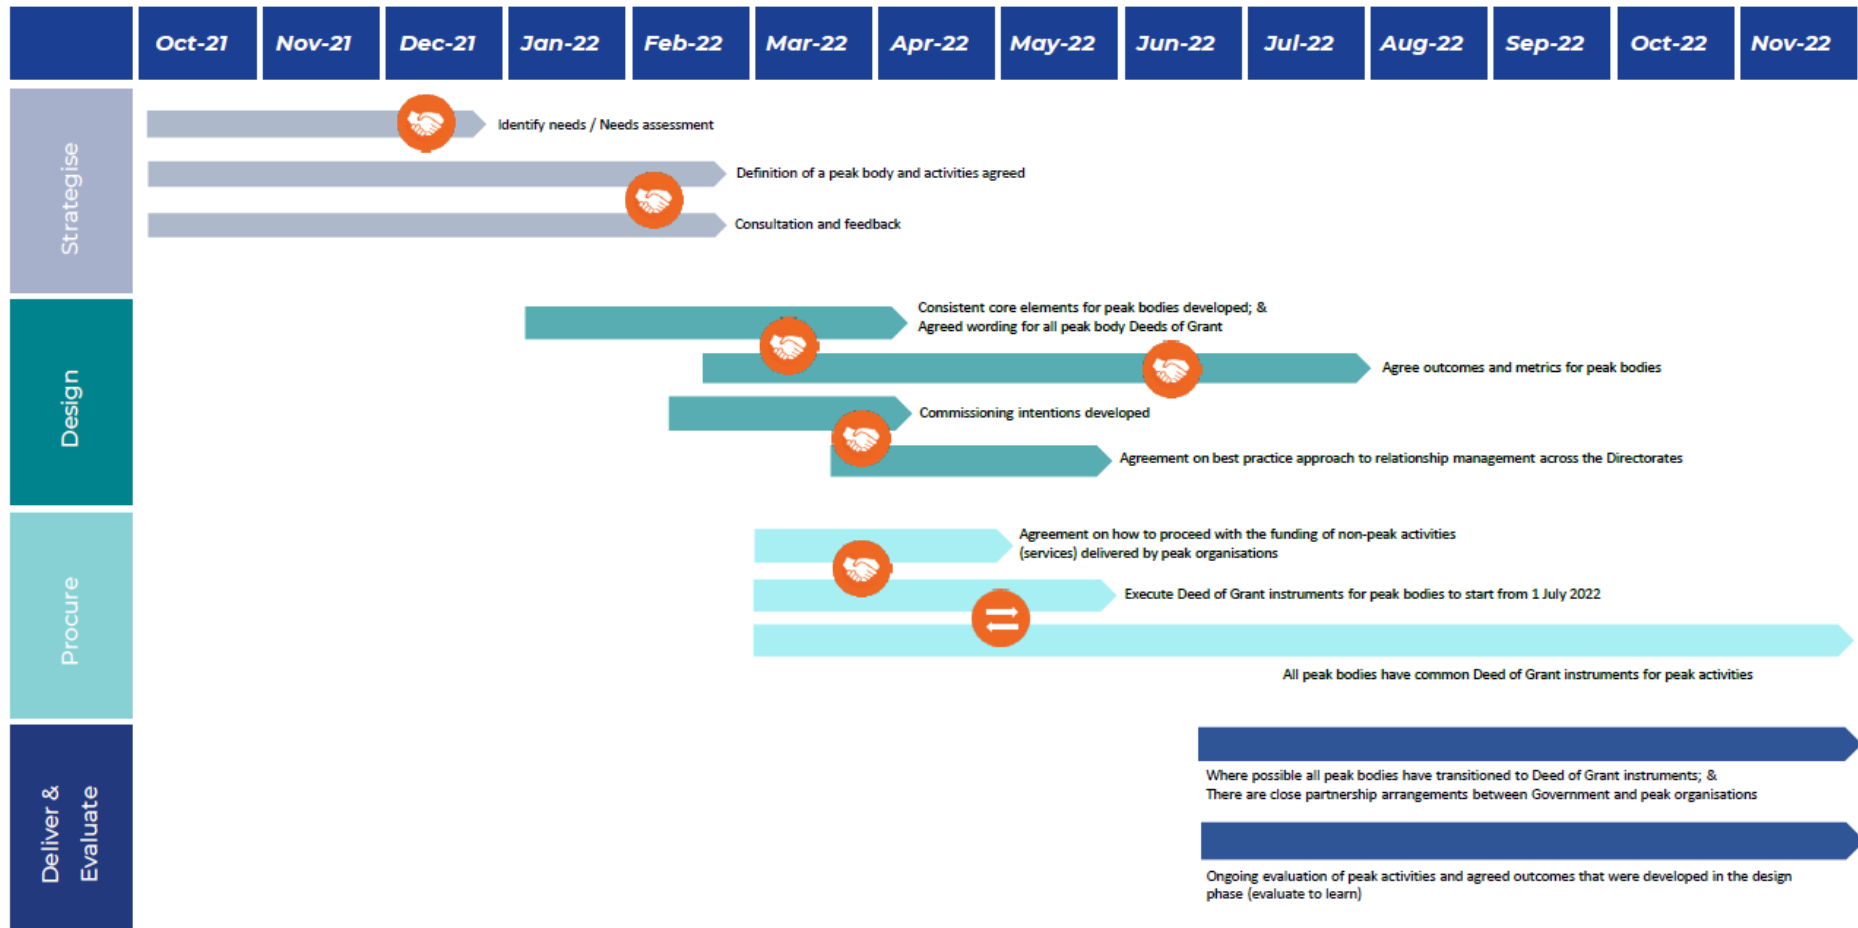 Oct-21 Nov-21 Dec-21 Jan-22 Feb-22 Mar-22 Apr-22 May-22 Jun-22 Jul-22 Aug-22 Sep-22 Oct-22 Nov-22
Strategise
Identify needs / Needs assessment
Definition of a peak body and activities agreed
Consultation and feedback
Design
Consistent core elements for peak bodies developed; &
Agreed wording for all peak body Deeds of Grant
Agree outcomes and metrics for peak bodies
Commissioning intentions developed
Agreement on best practice approach to relationship management across the Directorates
Procure
Agreement on how to proceed with the funding of non-peak activities
(services) delivered by peak organisations
Execute Deed of Grant instruments for peak bodies to start from 1 July 2022
All peak bodies have common Deed of Grant instruments for peak activities
Deliver &
Evaluate
Where possible all peak bodies have transitioned to Deed of Grant instruments; &
There are close partnership arrangements between Government and peak organisations
Ongoing evaluation of peak activities and agreed outcomes that were developed in the design
phase (evaluate to learn)